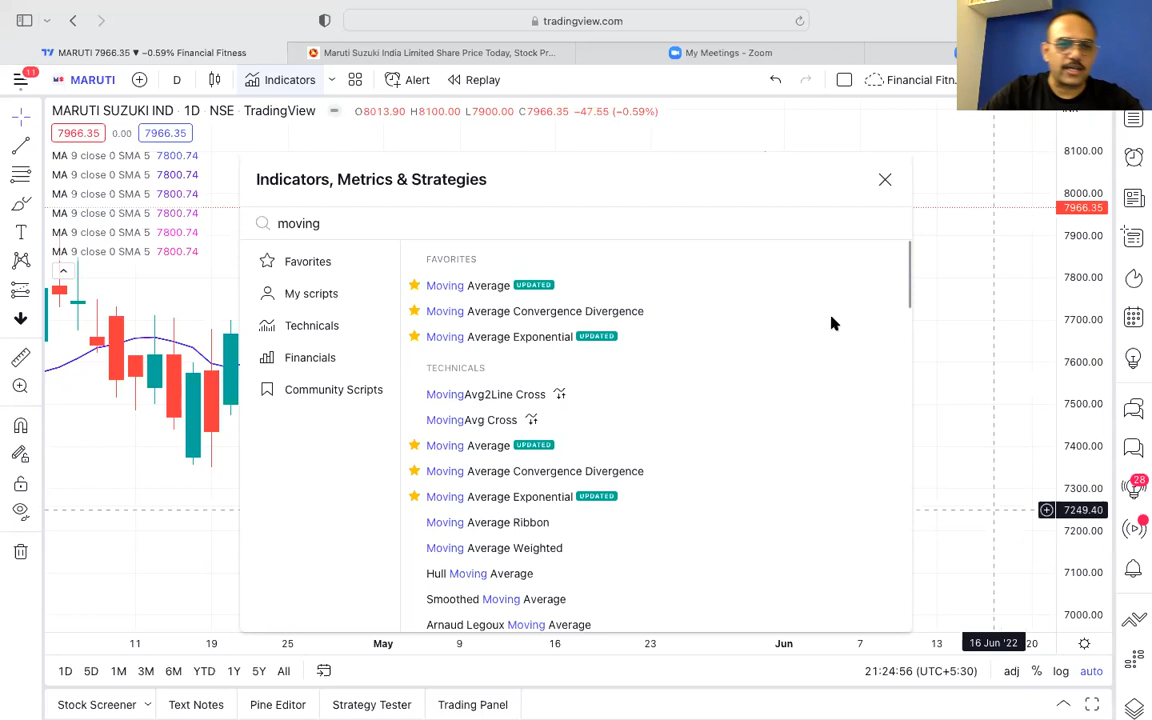 tradingview.com
MARUTI 7966.35 ▼ −0.59% Financial Fitness
Maruti Suzuki India Limited Share Price Today, Stock Pr...
My Meetings - Zoom
11
MARUTI
D
Indicators
Alert
Replay
Financial Fitn...
MARUTI SUZUKI IND · 1D · NSE · TradingView
O8013.90 H8100.00 L7900.00 C7966.35 −47.55 (−0.59%)
7966.35 0.00 7966.35
MA 9 close 0 SMA 5 7800.74
MA 9 close 0 SMA 5 7800.74
MA 9 close 0 SMA 5 7800.74
MA 9 close 0 SMA 5 7800.74
MA 9 close 0 SMA 5 7800.74
MA 9 close 0 SMA 5 7800.74
Indicators, Metrics & Strategies
moving
Favorites
My scripts
Technicals
Financials
Community Scripts
FAVORITES
Moving Average UPDATED
Moving Average Convergence Divergence
Moving Average Exponential UPDATED
TECHNICALS
MovingAvg2Line Cross
MovingAvg Cross
Moving Average UPDATED
Moving Average Convergence Divergence
Moving Average Exponential UPDATED
Moving Average Ribbon
Moving Average Weighted
Hull Moving Average
Smoothed Moving Average
Arnaud Legoux Moving Average
8100.00
8000.00
7966.35
7900.00
7800.00
7700.00
7600.00
7500.00
7400.00
7300.00
7249.40
7200.00
7100.00
7000.00
28
11 19 25 May 9 16 23 Jun 7 13 16 Jun '22 20
1D 5D 1M 3M 6M YTD 1Y 5Y All
21:24:56 (UTC+5:30) adj % log auto
Stock Screener Text Notes Pine Editor Strategy Tester Trading Panel